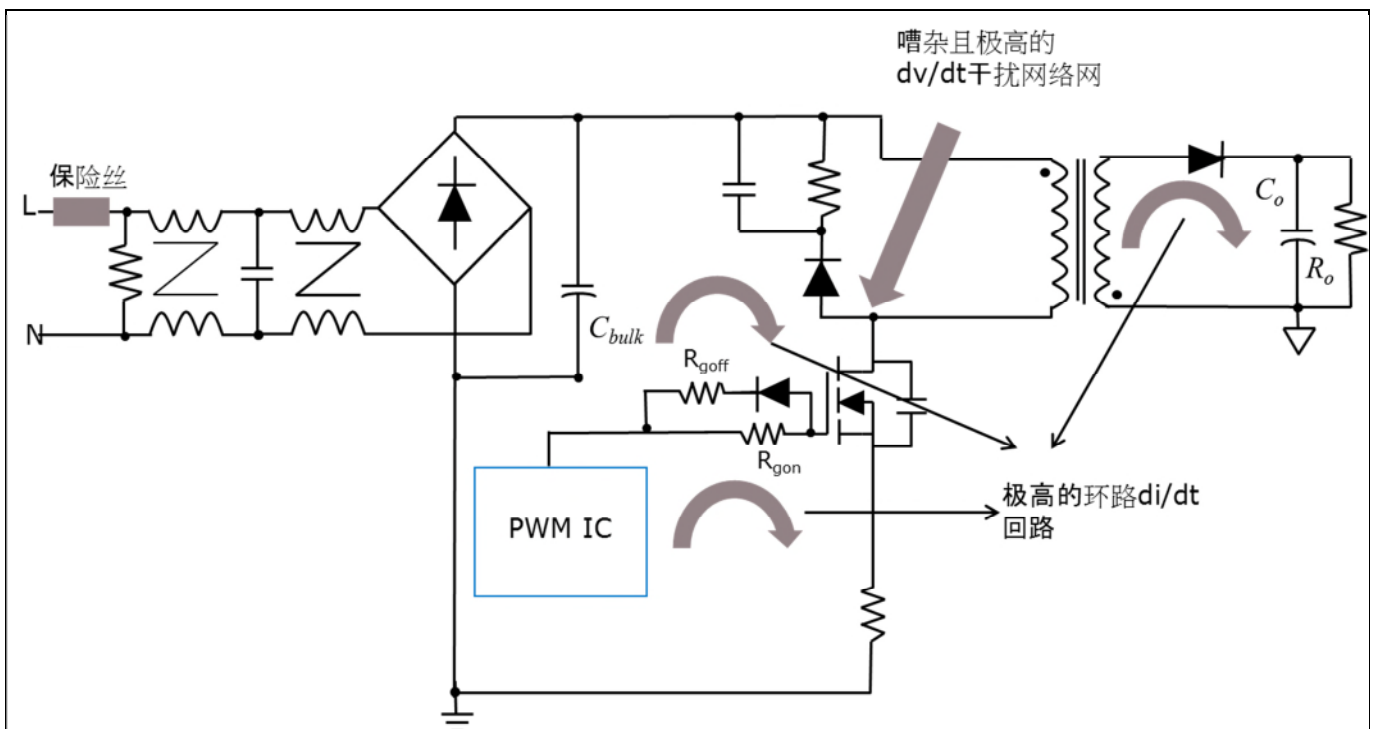 嘈杂且极高的
dv/dt干扰网络网
保险丝
L
N
C_bulk
C_o
R_o
R_goff
R_gon
PWM IC
极高的环路di/dt
回路